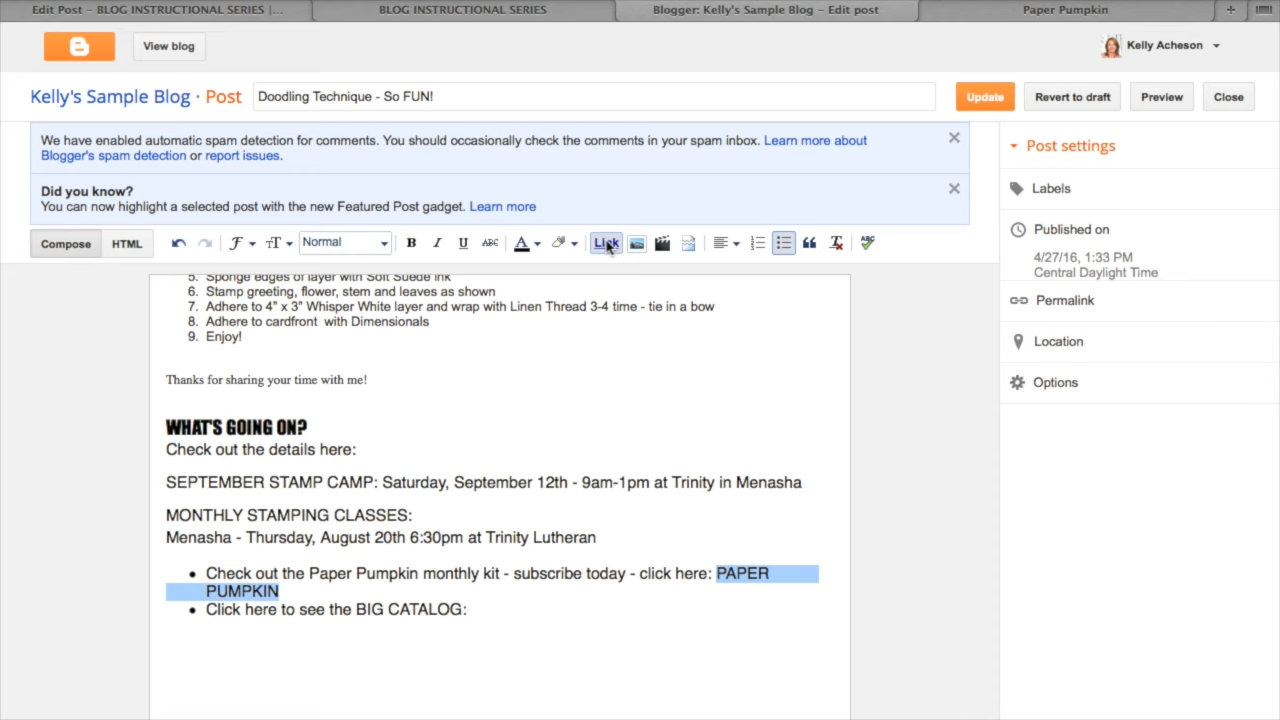 Edit Post – BLOG INSTRUCTIONAL SERIES |...
BLOG INSTRUCTIONAL SERIES
Blogger: Kelly's Sample Blog – Edit post
Paper Pumpkin
+
View blog
Kelly Acheson
Kelly's Sample Blog · Post
Doodling Technique - So FUN!
Update
Revert to draft
Preview
Close
We have enabled automatic spam detection for comments. You should occasionally check the comments in your spam inbox. Learn more about
Blogger's spam detection or report issues.
Did you know?
You can now highlight a selected post with the new Featured Post gadget. Learn more
Compose
HTML
Normal
B
I
U
ABC
A
Link
5. Sponge edges of layer with Soft Suede ink
6. Stamp greeting, flower, stem and leaves as shown
7. Adhere to 4” x 3” Whisper White layer and wrap with Linen Thread 3-4 time - tie in a bow
8. Adhere to cardfront with Dimensionals
9. Enjoy!
Thanks for sharing your time with me!
WHAT'S GOING ON?
Check out the details here:
SEPTEMBER STAMP CAMP: Saturday, September 12th - 9am-1pm at Trinity in Menasha
MONTHLY STAMPING CLASSES:
Menasha - Thursday, August 20th 6:30pm at Trinity Lutheran
• Check out the Paper Pumpkin monthly kit - subscribe today - click here: PAPER
PUMPKIN
• Click here to see the BIG CATALOG:
Post settings
Labels
Published on
4/27/16, 1:33 PM
Central Daylight Time
Permalink
Location
Options